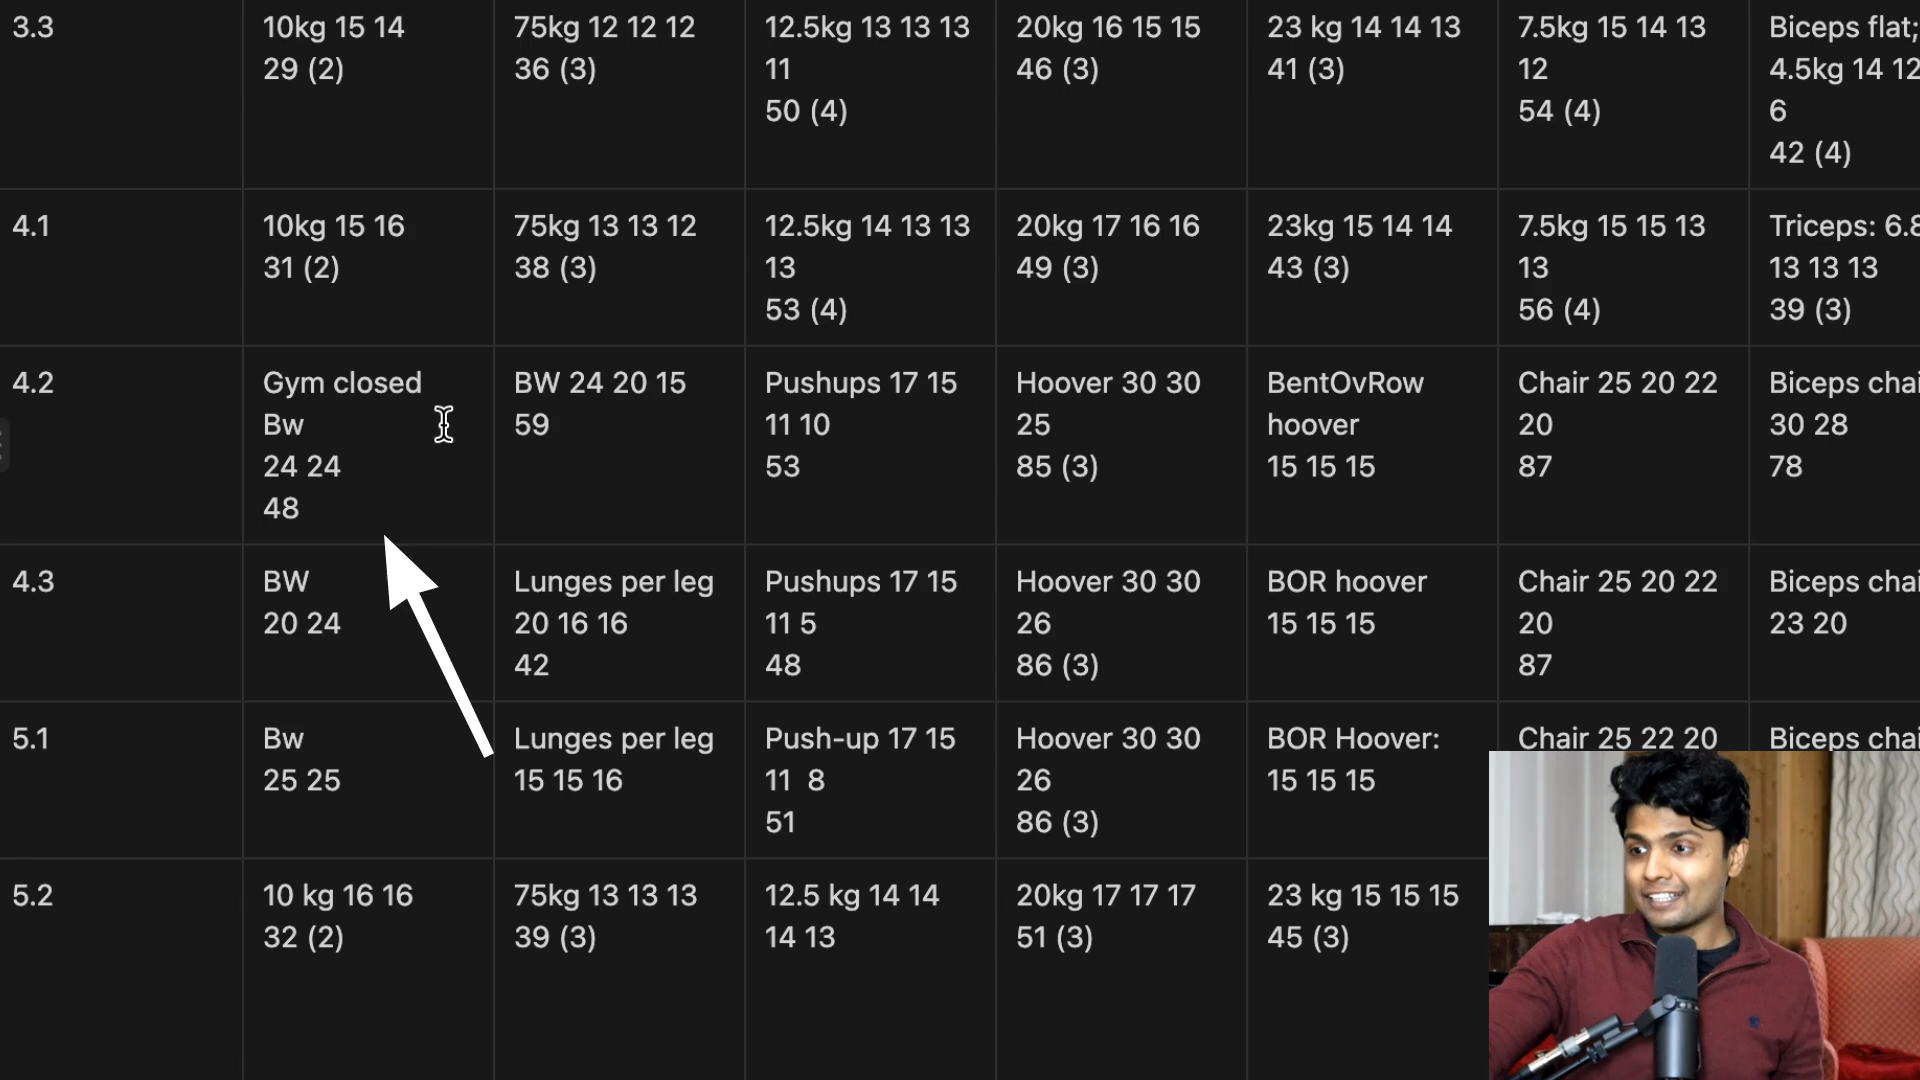 3.3
10kg 15 14
29 (2)
75kg 12 12 12
36 (3)
12.5kg 13 13 13
11
50 (4)
20kg 16 15 15
46 (3)
23 kg 14 14 13
41 (3)
7.5kg 15 14 13
12
54 (4)
Biceps flat;
4.5kg 14 12
6
42 (4)
4.1
10kg 15 16
31 (2)
75kg 13 13 12
38 (3)
12.5kg 14 13 13
13
53 (4)
20kg 17 16 16
49 (3)
23kg 15 14 14
43 (3)
7.5kg 15 15 13
13
56 (4)
Triceps: 6.8
13 13 13
39 (3)
4.2
Gym closed
Bw
24 24
48
BW 24 20 15
59
Pushups 17 15
11 10
53
Hoover 30 30
25
85 (3)
BentOvRow
hoover
15 15 15
Chair 25 20 22
20
87
Biceps chai
30 28
78
4.3
BW
20 24
Lunges per leg
20 16 16
42
Pushups 17 15
11 5
48
Hoover 30 30
26
86 (3)
BOR hoover
15 15 15
Chair 25 20 22
20
87
Biceps chai
23 20
5.1
Bw
25 25
Lunges per leg
15 15 16
Push-up 17 15
11  8
51
Hoover 30 30
26
86 (3)
BOR Hoover:
15 15 15
Chair 25 22 20
Biceps chai
5.2
10 kg 16 16
32 (2)
75kg 13 13 13
39 (3)
12.5 kg 14 14
14 13
20kg 17 17 17
51 (3)
23 kg 15 15 15
45 (3)